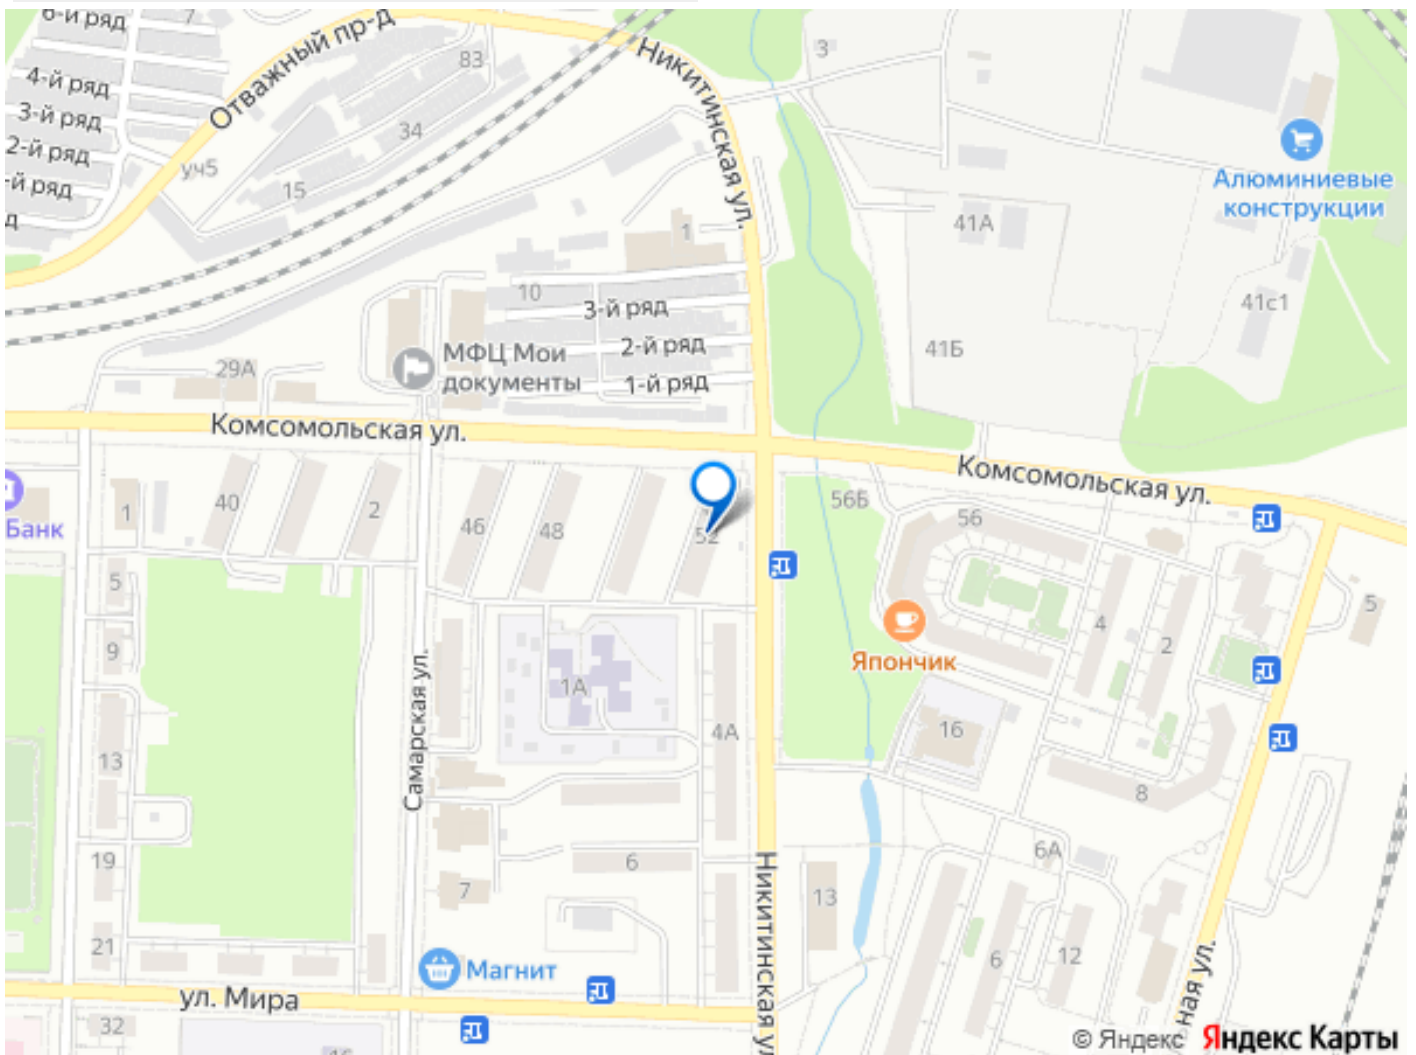 6-й ряд
7
Отважный пр-д
83
Никитинская ул.
3
4-й ряд
3-й ряд
2-й ряд
-й ряд
д
34
уч5
15
Алюминиевые
конструкции
1
41А
10
3-й ряд
41с1
2-й ряд
41Б
МФЦ Мои
документы
29А
1-й ряд
Комсомольская ул.
Комсомольская ул.
40
2
46
48
52
56Б
56
1
Банк
5
9
5
4
2
Япончик
1А
Самарская ул.
4А
16
13
8
6
6А
19
7
Никитинская ул
13
21
12
6
Магнит
ул. Мира
32
ная ул.
© Яндекс Яндекс Карты